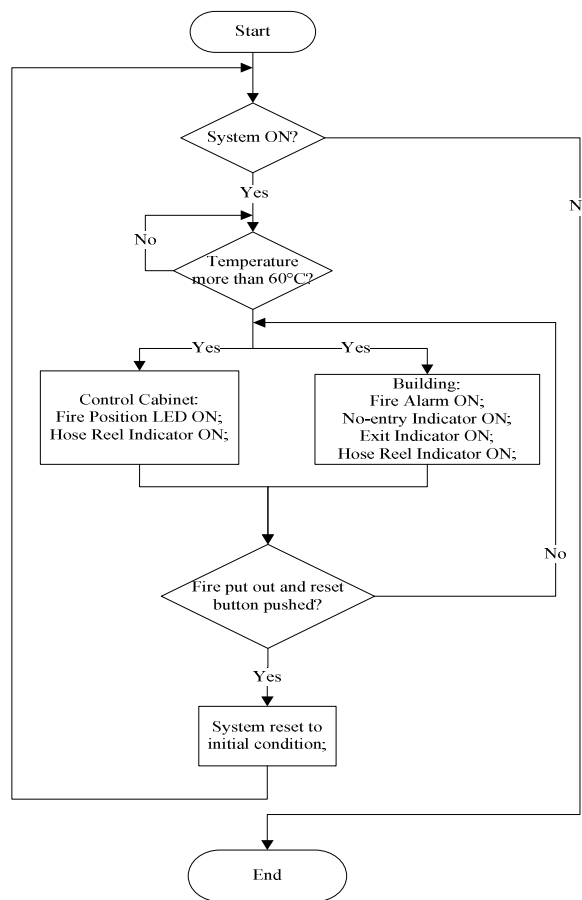 Start
System ON?
Yes
N
No
Temperature
more than 60°C?
Yes
Yes
Control Cabinet:
Fire Position LED ON;
Hose Reel Indicator ON;
Building:
Fire Alarm ON;
No-entry Indicator ON;
Exit Indicator ON;
Hose Reel Indicator ON;
No
Fire put out and reset
button pushed?
Yes
System reset to
initial condition;
End